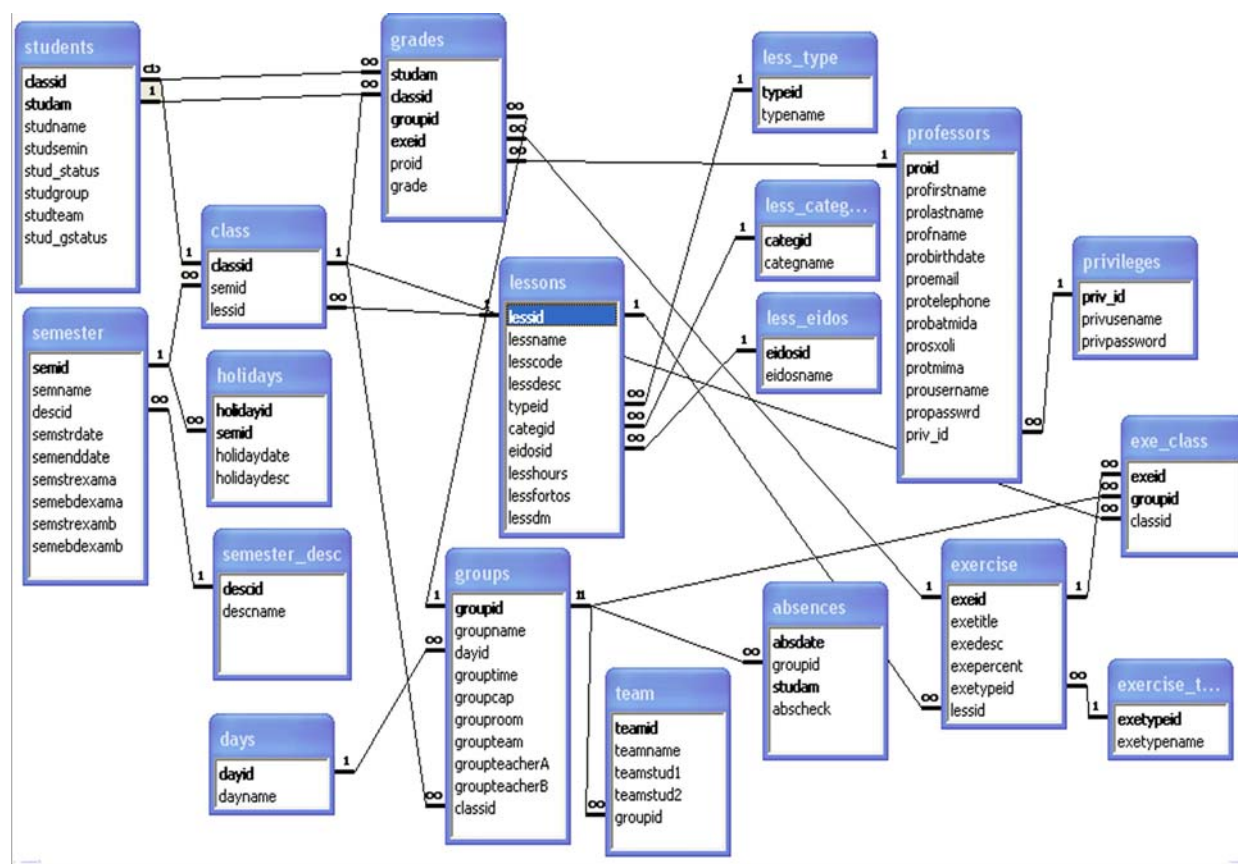 students
classid
studam
studname
studsemin
stud_status
studgroup
studteam
stud_gstatus
grades
studam
classid
groupid
exeid
proid
grade
less_type
typeid
typename
professors
proid
profirstname
prolastname
profname
probirthdate
proemail
protelephone
probatmida
prosxoli
protmima
prousername
propasswrd
priv_id
less_categ...
categid
categname
class
classid
semid
lessid
lessons
lessid
lessname
lesscode
lessdesc
typeid
categid
eidosid
lesshours
lessfortos
lessdm
privileges
priv_id
privusename
privpassword
less_eidos
eidosid
eidosname
semester
semid
semname
descid
semstrdate
semenddate
semstrexama
semebdexama
semstrexamb
semebdexamb
holidays
holidayid
semid
holidaydate
holidaydesc
exe_class
exeid
groupid
classid
semester_desc
descid
descname
groups
groupid
groupname
dayid
grouptime
groupcap
grouproom
groupteam
groupteacherA
groupteacherB
classid
absences
absdate
groupid
studam
abscheck
exercise
exeid
exetitle
exedesc
exepercent
exetypeid
lessid
team
teamid
teamname
teamstud1
teamstud2
groupid
exercise_t...
exetypeid
exetypename
days
dayid
dayname